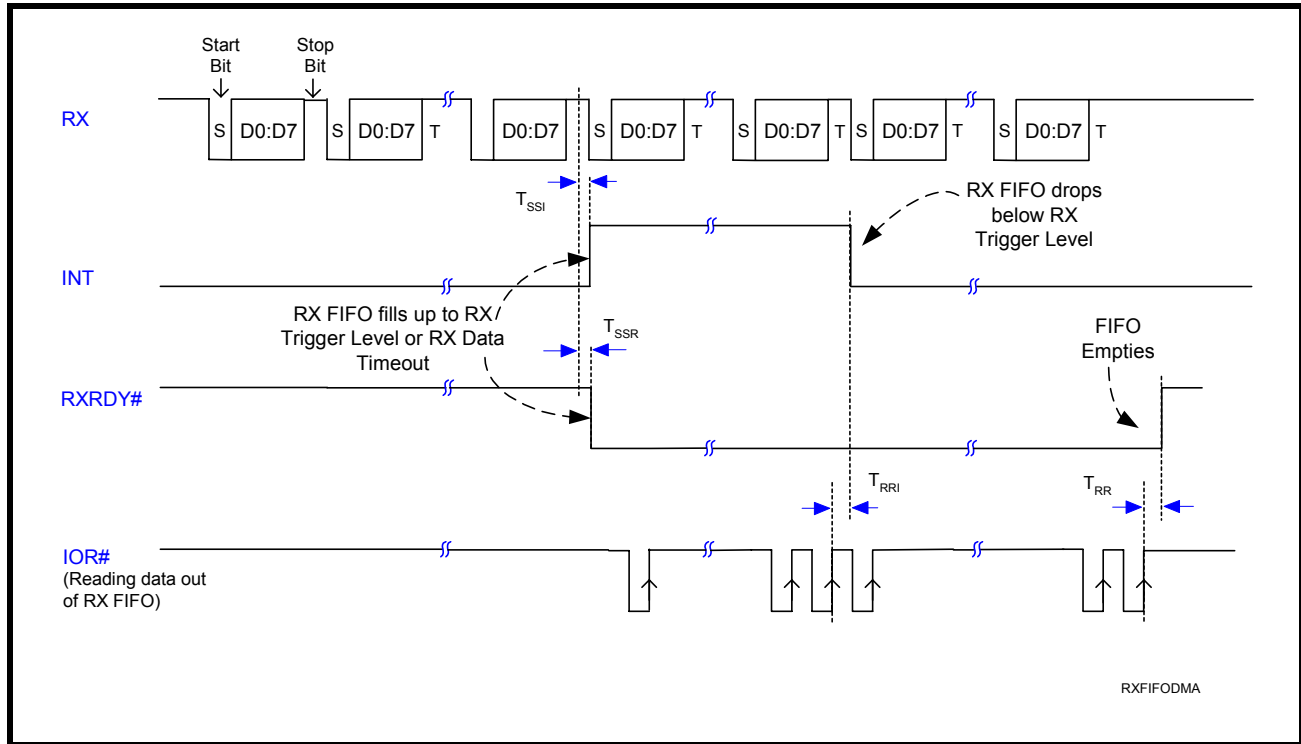 Start
Bit
Stop
Bit
RX
S D0:D7 S D0:D7 T D0:D7 S D0:D7 T S D0:D7 T S D0:D7 T S D0:D7 T
TSSI
RX FIFO drops
below RX
Trigger Level
INT
RX FIFO fills up to RX
Trigger Level or RX Data
Timeout
TSSR
FIFO
Empties
RXRDY#
TRRI
TRR
IOR#
(Reading data out
of RX FIFO)
RXFIFODMA